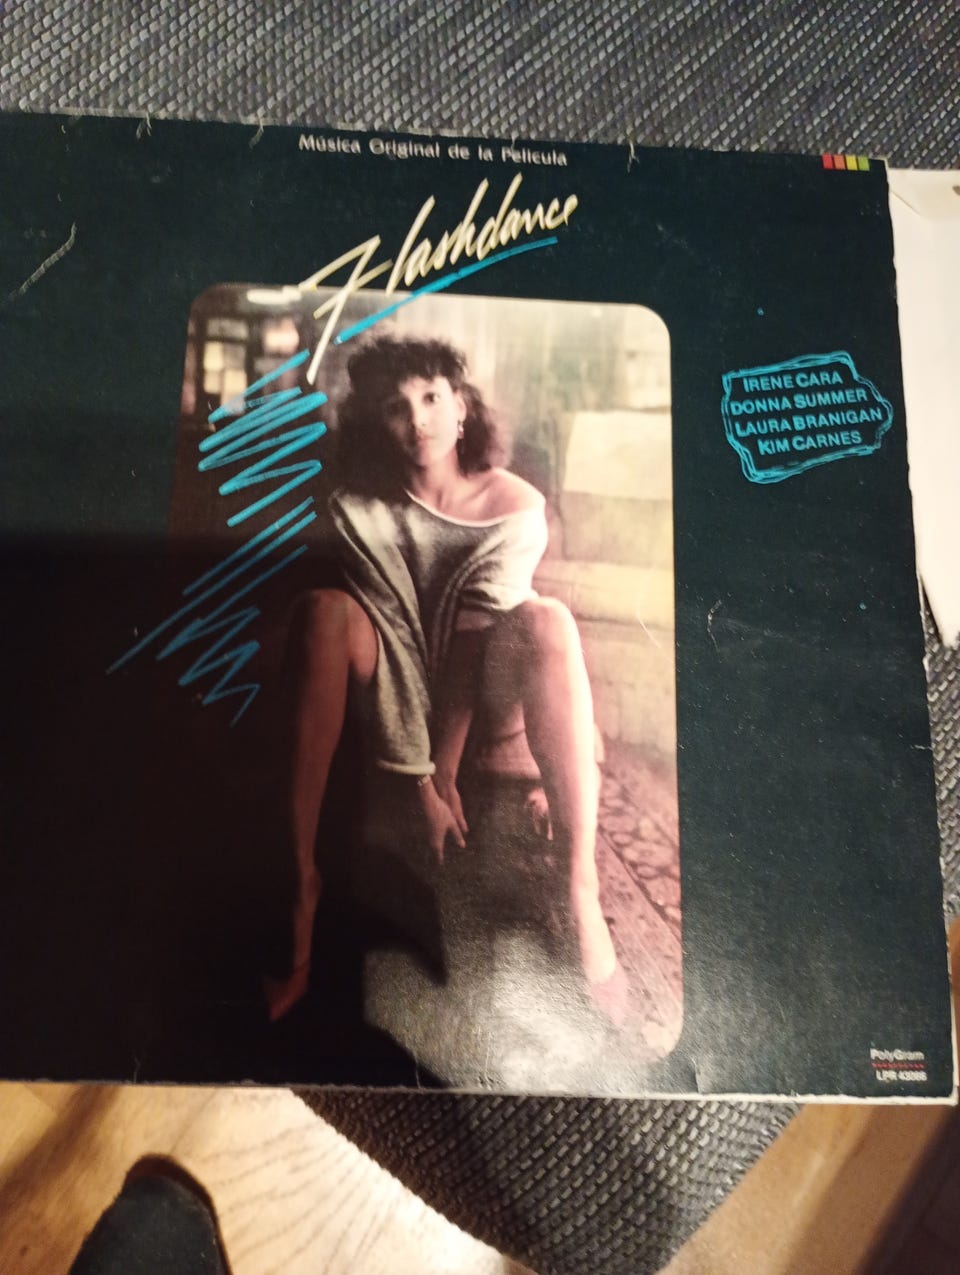 Música Original de la Película
Flashdance
IRENE CARA
DONNA SUMMER
LAURA BRANIGAN
KIM CARNES
PolyGram